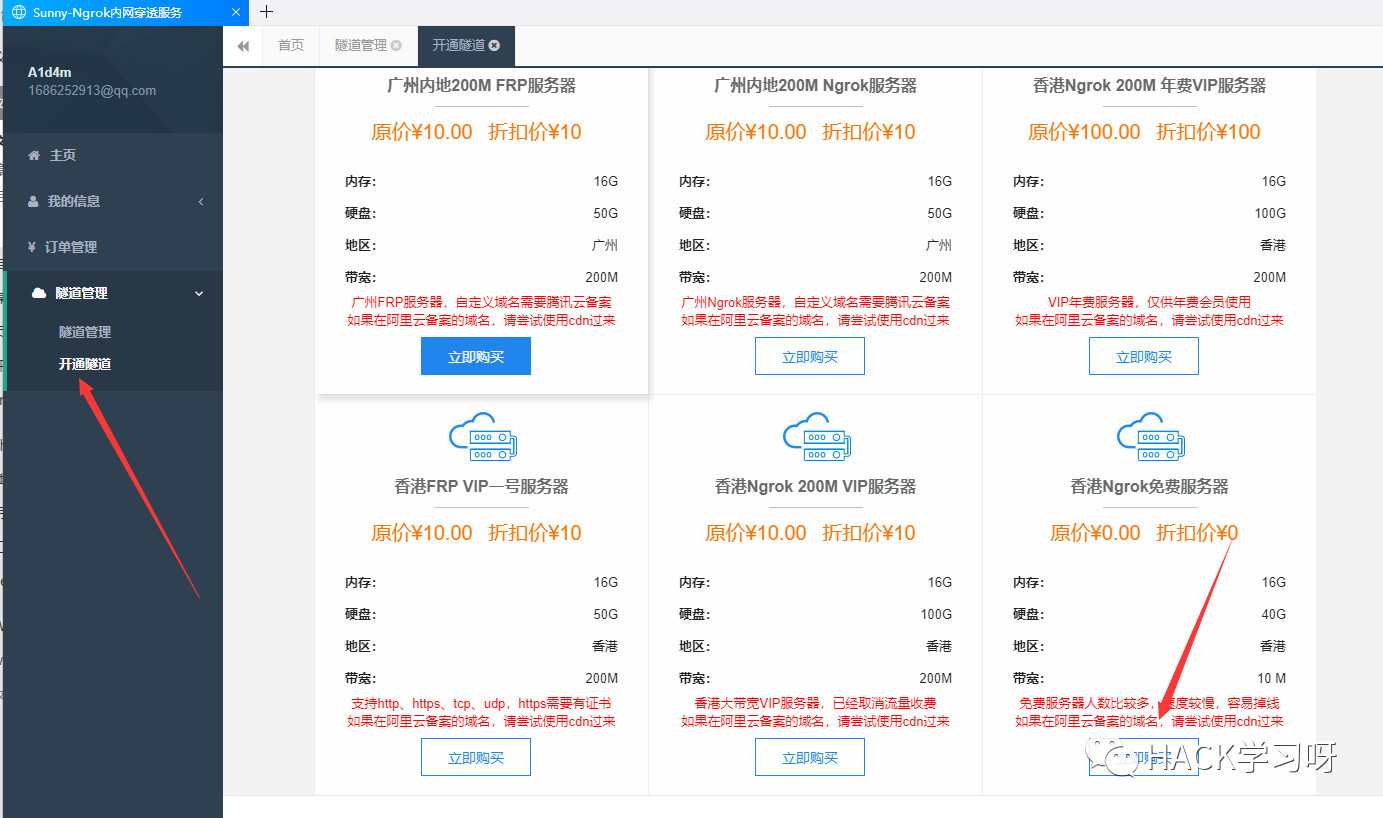 Sunny-Ngrok内网穿透服务
A1d4m
1686252913@qq.com
主页
我的信息
¥ 订单管理
隧道管理
隧道管理
开通隧道
首页
隧道管理
开通隧道
广州内地200M FRP服务器
原价¥10.00 折扣价¥10
内存： 16G
硬盘： 50G
地区： 广州
带宽： 200M
广州FRP服务器，自定义域名需要腾讯云备案
如果在阿里云备案的域名，请尝试使用cdn过来
立即购买
广州内地200M Ngrok服务器
原价¥10.00 折扣价¥10
内存： 16G
硬盘： 50G
地区： 广州
带宽： 200M
广州Ngrok服务器，自定义域名需要腾讯云备案
如果在阿里云备案的域名，请尝试使用cdn过来
立即购买
香港Ngrok 200M 年费VIP服务器
原价¥100.00 折扣价¥100
内存： 16G
硬盘： 100G
地区： 香港
带宽： 200M
VIP年费服务器，仅供年费会员使用
如果在阿里云备案的域名，请尝试使用cdn过来
立即购买
香港FRP VIP一号服务器
原价¥10.00 折扣价¥10
内存： 16G
硬盘： 50G
地区： 香港
带宽： 200M
支持http、https、tcp、udp，https需要有证书
如果在阿里云备案的域名，请尝试使用cdn过来
立即购买
香港Ngrok 200M VIP服务器
原价¥10.00 折扣价¥10
内存： 16G
硬盘： 100G
地区： 香港
带宽： 200M
香港大带宽VIP服务器，已经取消流量收费
如果在阿里云备案的域名，请尝试使用cdn过来
立即购买
香港Ngrok免费服务器
原价¥0.00 折扣价¥0
内存： 16G
硬盘： 40G
地区： 香港
带宽： 10 M
免费服务器人数比较多，速度较慢，容易掉线
如果在阿里云备案的域名，请尝试使用cdn过来
即购买
HACK学习呀